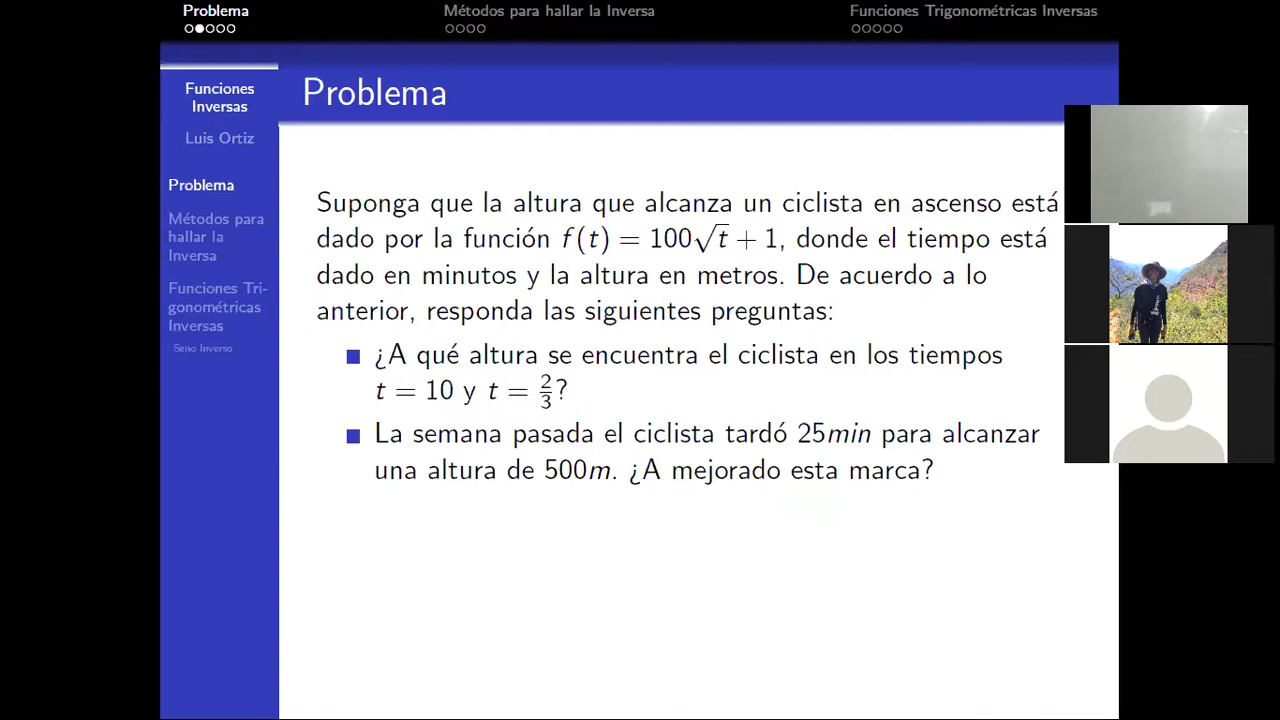 Problema
Métodos para hallar la Inversa
Funciones Trigonométricas Inversas
Funciones
Inversas
Luis Ortiz
Problema
Métodos para
hallar la
Inversa
Funciones Tri-
gonométricas
Inversas
Seno Inverso
Problema
Suponga que la altura que alcanza un ciclista en ascenso está
dado por la función f(t) = 100√t + 1, donde el tiempo está
dado en minutos y la altura en metros. De acuerdo a lo
anterior, responda las siguientes preguntas:
¿A qué altura se encuentra el ciclista en los tiempos
t = 10 y t = 2/3?
La semana pasada el ciclista tardó 25min para alcanzar
una altura de 500m. ¿A mejorado esta marca?